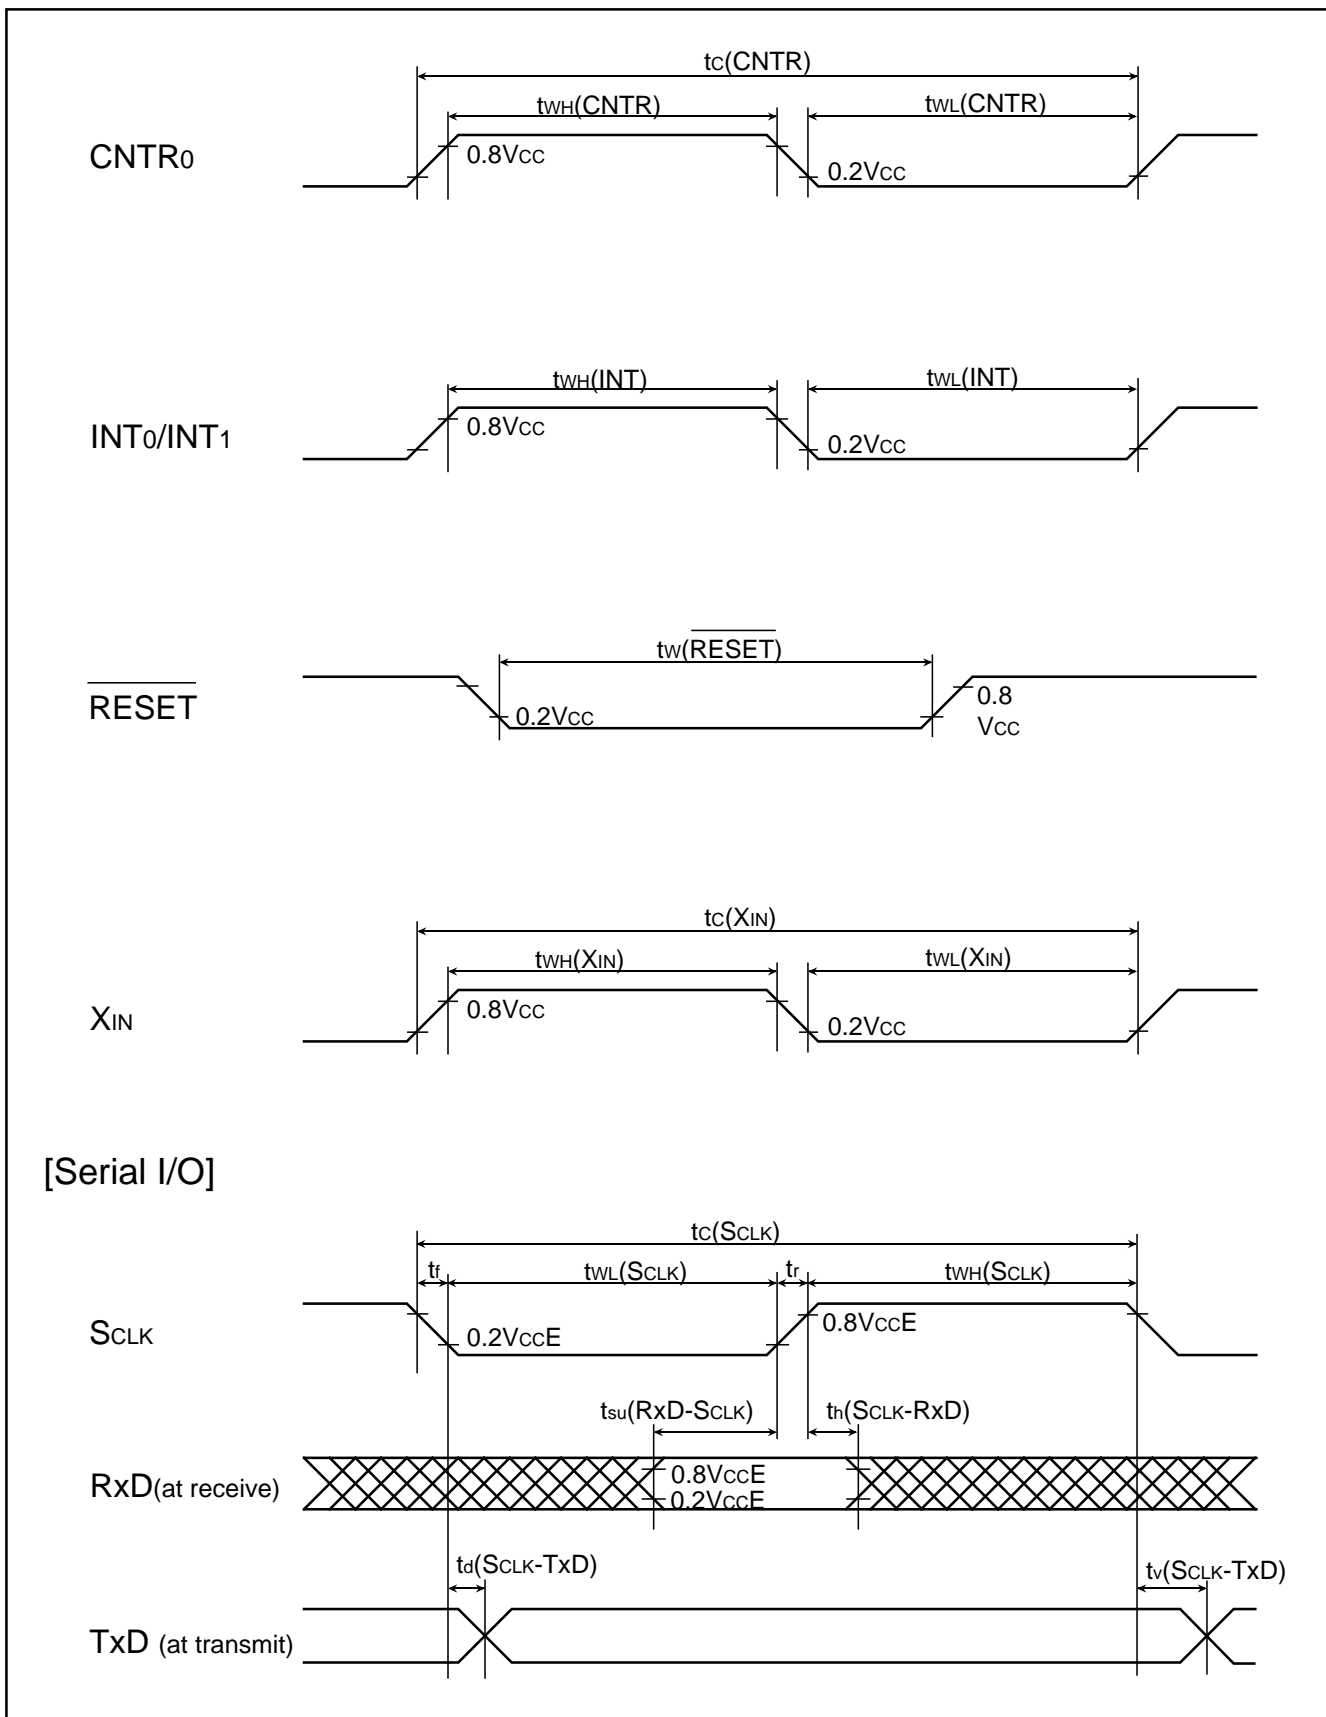 tC(CNTR)
tWH(CNTR) tWL(CNTR)
CNTR0
0.8VCC
0.2VCC
tWH(INT) tWL(INT)
INT0/INT1
0.8VCC
0.2VCC
tW(RESET)
RESET
0.2VCC
0.8
VCC
tC(XIN)
tWH(XIN) tWL(XIN)
XIN
0.8VCC
0.2VCC
[Serial I/O]
tC(SCLK)
tf tWL(SCLK) tr tWH(SCLK)
SCLK
0.2VCCE
0.8VCCE
tsu(RxD-SCLK) th(SCLK-RxD)
RxD(at receive)
0.8VCCE
0.2VCCE
td(SCLK-TxD) tv(SCLK-TxD)
TxD (at transmit)